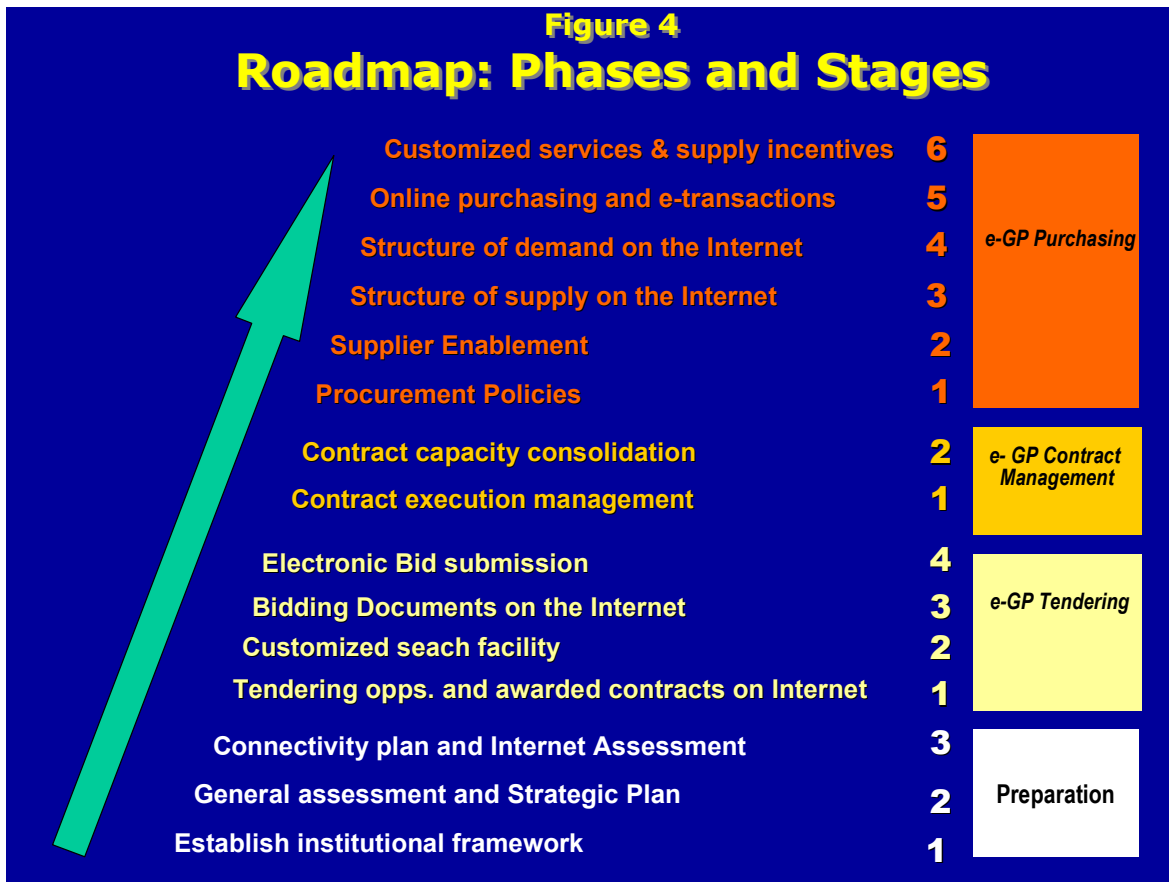 Figure 4
Roadmap: Phases and Stages
Customized services & supply incentives 6
Online purchasing and e-transactions 5
Structure of demand on the Internet 4
e-GP Purchasing
Structure of supply on the Internet 3
Supplier Enablement 2
Procurement Policies 1
Contract capacity consolidation 2
e- GP Contract
Management
Contract execution management 1
Electronic Bid submission 4
Bidding Documents on the Internet 3
e-GP Tendering
Customized seach facility 2
Tendering opps. and awarded contracts on Internet 1
Connectivity plan and Internet Assessment 3
General assessment and Strategic Plan 2
Preparation
Establish institutional framework 1